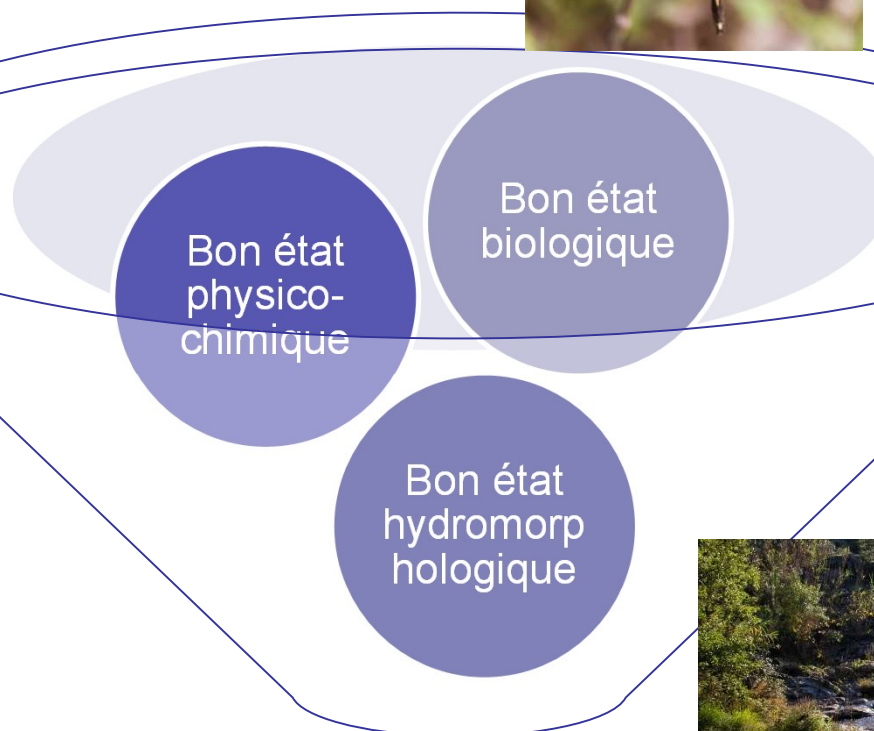 Bon état
biologique
Bon état
physico-
chimique
Bon état
hydromorp
hologique